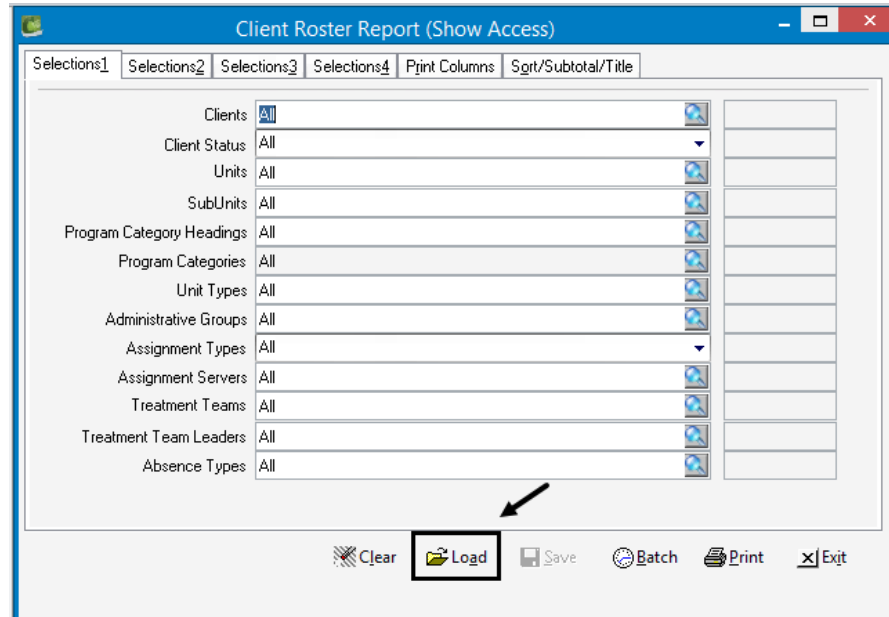 Client Roster Report (Show Access)
Selections1 Selections2 Selections3 Selections4 Print Columns Sort/Subtotal/Title
Clients All
Client Status All
Units All
SubUnits All
Program Category Headings All
Program Categories All
Unit Types All
Administrative Groups All
Assignment Types All
Assignment Servers All
Treatment Teams All
Treatment Team Leaders All
Absence Types All
Clear Load Save Batch Print Exit